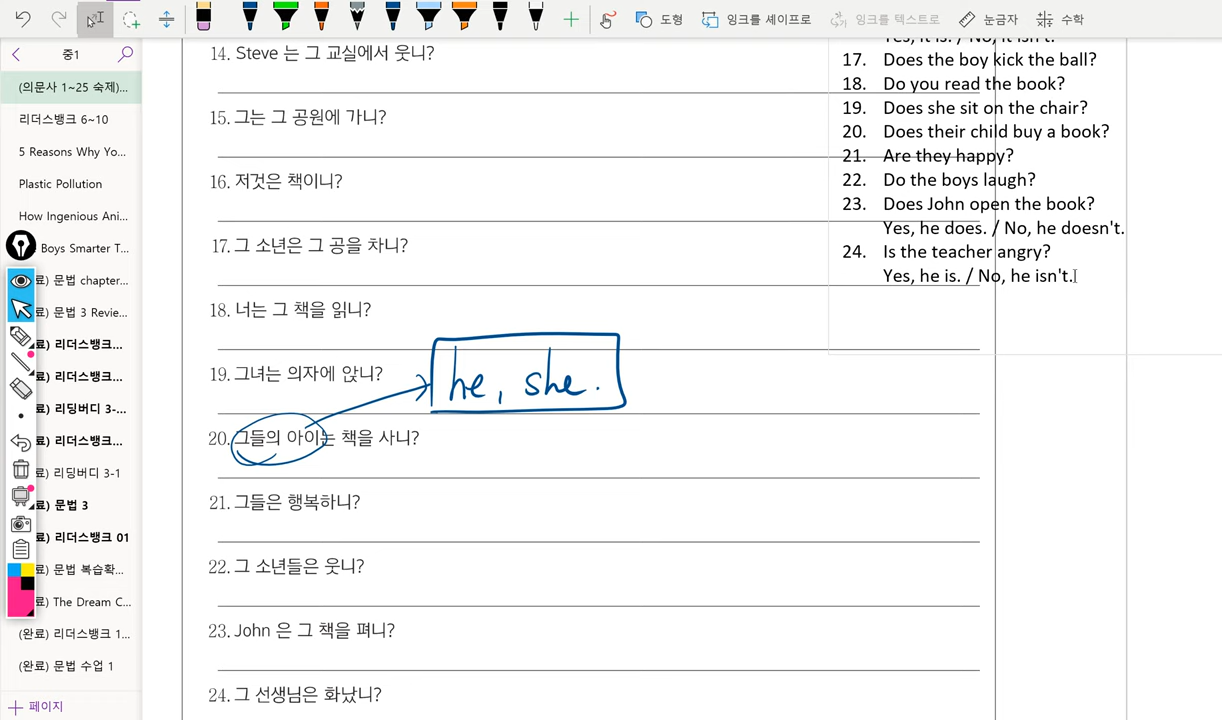 도형
잉크를 셰이프로
잉크를 텍스트로
눈금자
수학
중1
(의문사 1~25 숙제)...
리더스뱅크 6~10
5 Reasons Why Yo...
Plastic Pollution
How Ingenious Ani...
Boys Smarter T...
료) 문법 chapter...
료) 문법 3 Revie...
료) 리더스뱅크...
료) 리더스뱅크...
료) 리딩버디 3-...
료) 리더스뱅크...
료) 리딩버디 3-1
료) 문법 3
료) 리더스뱅크 01
료) 문법 복습확...
료) The Dream C...
(완료) 리더스뱅크 1...
(완료) 문법 수업 1
페이지
14. Steve 는 그 교실에서 웃니?
15. 그는 그 공원에 가니?
16. 저것은 책이니?
17. 그 소년은 그 공을 차니?
18. 너는 그 책을 읽니?
19. 그녀는 의자에 앉니?
he, she.
20. 그들의 아이는 책을 사니?
21. 그들은 행복하니?
22. 그 소년들은 웃니?
23. John 은 그 책을 펴니?
24. 그 선생님은 화났니?
Yes, it is. / No, it isn't.
17. Does the boy kick the ball?
18. Do you read the book?
19. Does she sit on the chair?
20. Does their child buy a book?
21. Are they happy?
22. Do the boys laugh?
23. Does John open the book?
Yes, he does. / No, he doesn't.
24. Is the teacher angry?
Yes, he is. / No, he isn't.